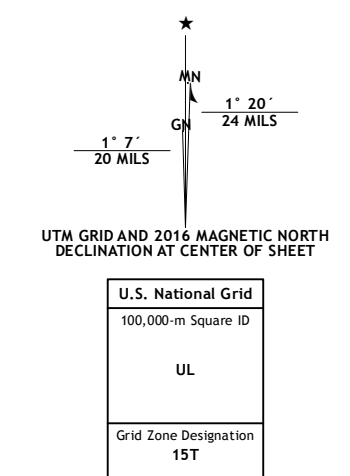 ★
MN
1° 20´
24 MILS
GN
1° 7´
20 MILS
UTM GRID AND 2016 MAGNETIC NORTH
DECLINATION AT CENTER OF SHEET
U.S. National Grid
100,000-m Square ID
UL
Grid Zone Designation
15T